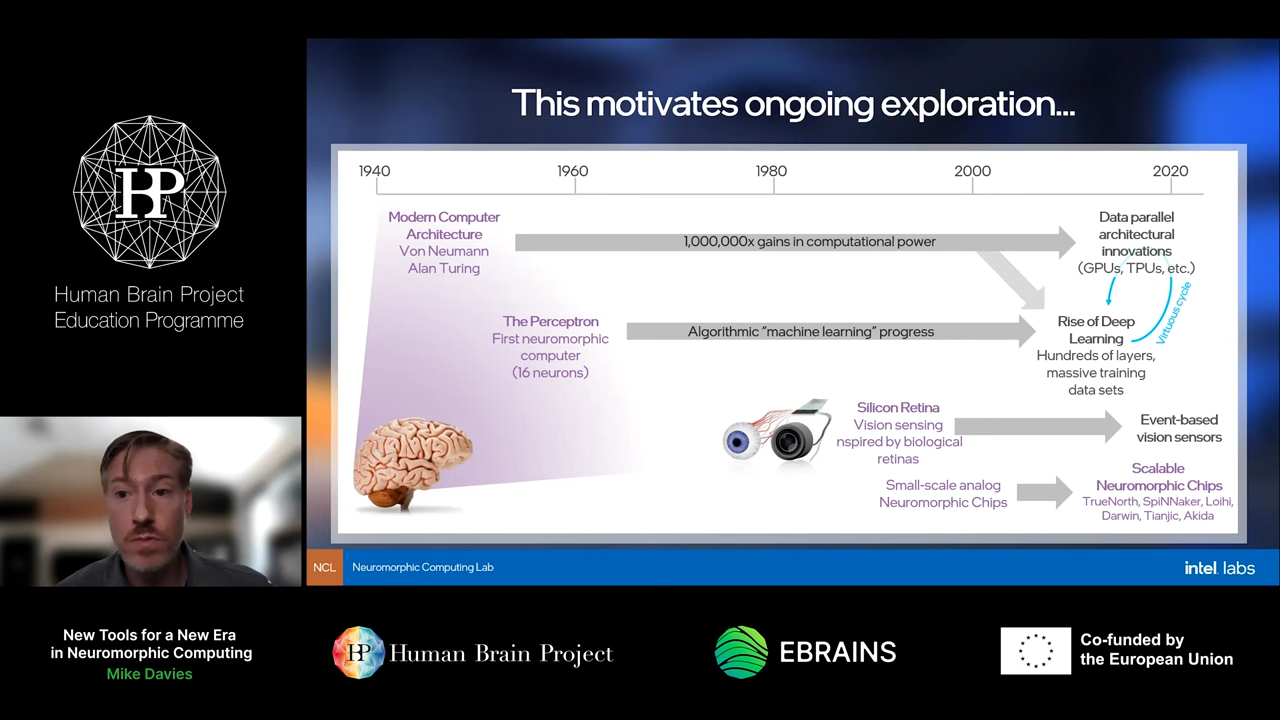 HP
Human Brain Project
Education Programme
This motivates ongoing exploration...
1940
1960
1980
2000
2020
Modern Computer
Architecture
Von Neumann
Alan Turing
1,000,000x gains in computational power
Data parallel
architectural
innovations
(GPUs, TPUs, etc.)
Virtuous cycle
The Perceptron
First neuromorphic
computer
(16 neurons)
Algorithmic “machine learning” progress
Rise of Deep
Learning
Hundreds of layers,
massive training
data sets
Silicon Retina
Vision sensing
nspired by biological
retinas
Event-based
vision sensors
Small-scale analog
Neuromorphic Chips
Scalable
Neuromorphic Chips
TrueNorth, SpiNNaker, Loihi,
Darwin, Tianjic, Akida
NCL
Neuromorphic Computing Lab
intel labs
New Tools for a New Era
in Neuromorphic Computing
Mike Davies
HP
Human Brain Project
EBRAINS
Co-funded by
the European Union